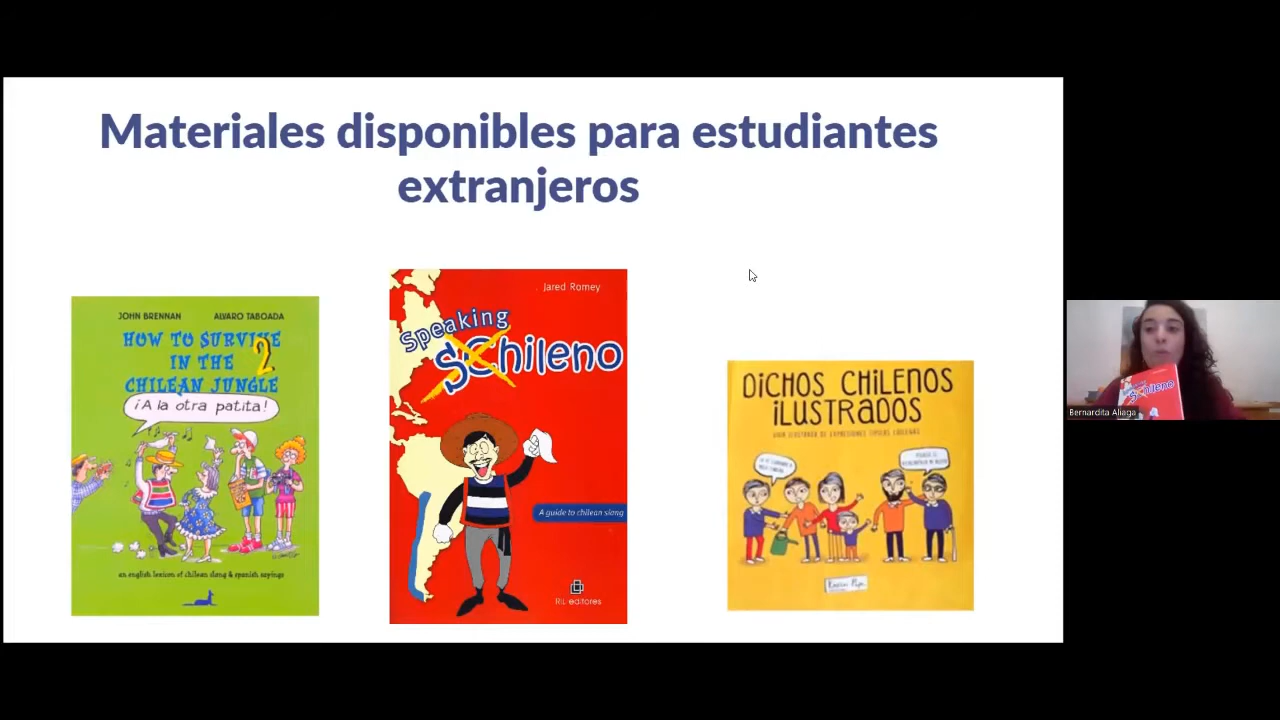 Materiales disponibles para estudiantes
extranjeros
JOHN BRENNAN ALVARO TABOADA
HOW TO SURVIVE
IN THE 2
CHILEAN JUNGLE
¡A la otra patita!
an english lexicon of chilean slang & spanish sayings
Jared Romey
Speaking
SChileno
A guide to chilean slang
RIL editores
DICHOS CHILENOS
ILUSTRADOS
Bernardita Aliaga